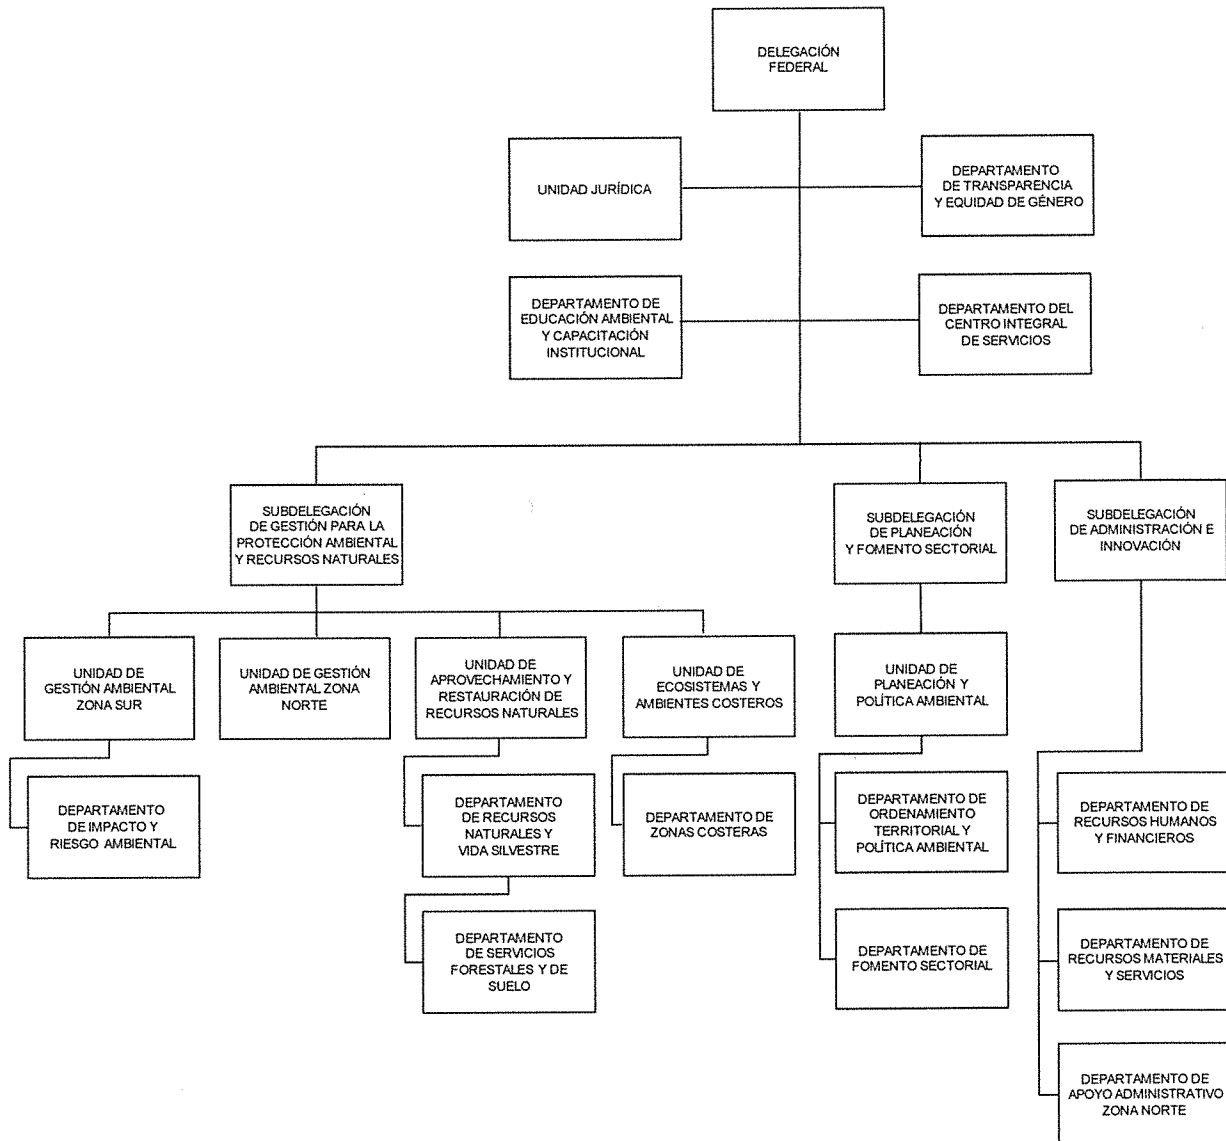 DELEGACIÓN
FEDERAL
UNIDAD JURÍDICA
DEPARTAMENTO
DE TRANSPARENCIA
Y EQUIDAD DE GÉNERO
DEPARTAMENTO DE
EDUCACIÓN AMBIENTAL
Y CAPACITACIÓN
INSTITUCIONAL
DEPARTAMENTO DEL
CENTRO INTEGRAL
DE SERVICIOS
SUBDELEGACIÓN
DE GESTIÓN PARA LA
PROTECCIÓN AMBIENTAL
Y RECURSOS NATURALES
SUBDELEGACIÓN
DE PLANEACIÓN
Y FOMENTO SECTORIAL
SUBDELEGACIÓN
DE ADMINISTRACIÓN E
INNOVACIÓN
UNIDAD DE
GESTIÓN AMBIENTAL
ZONA SUR
UNIDAD DE GESTIÓN
AMBIENTAL ZONA
NORTE
UNIDAD DE
APROVECHAMIENTO Y
RESTAURACIÓN DE
RECURSOS NATURALES
UNIDAD DE
ECOSISTEMAS Y
AMBIENTES COSTEROS
UNIDAD DE
PLANEACIÓN Y
POLÍTICA AMBIENTAL
DEPARTAMENTO
DE IMPACTO Y
RIESGO AMBIENTAL
DEPARTAMENTO
DE RECURSOS
NATURALES Y
VIDA SILVESTRE
DEPARTAMENTO DE
ZONAS COSTERAS
DEPARTAMENTO DE
ORDENAMIENTO
TERRITORIAL Y
POLÍTICA AMBIENTAL
DEPARTAMENTO DE
RECURSOS HUMANOS
Y FINANCIEROS
DEPARTAMENTO
DE SERVICIOS
FORESTALES Y DE
SUELO
DEPARTAMENTO DE
FOMENTO SECTORIAL
DEPARTAMENTO DE
RECURSOS MATERIALES
Y SERVICIOS
DEPARTAMENTO DE
APOYO ADMINISTRATIVO
ZONA NORTE